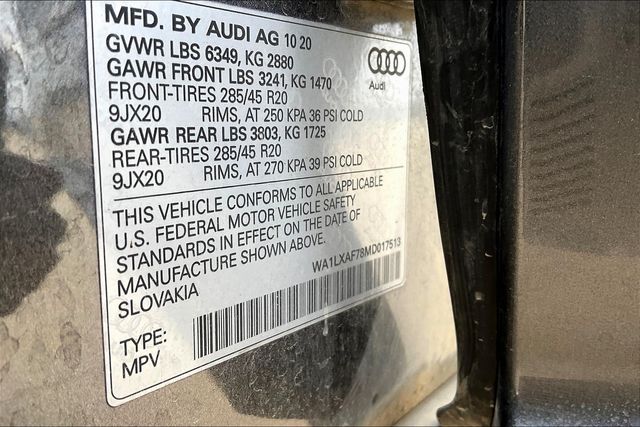 MFD. BY AUDI AG 10 20
GVWR LBS 6349, KG 2880
GAWR FRONT LBS 3241, KG 1470
FRONT-TIRES 285/45 R20
9JX20 RIMS, AT 250 KPA 36 PSI COLD
GAWR REAR LBS 3803, KG 1725
REAR-TIRES 285/45 R20
9JX20 RIMS, AT 270 KPA 39 PSI COLD
Audi
THIS VEHICLE CONFORMS TO ALL APPLICABLE
U.S. FEDERAL MOTOR VEHICLE SAFETY
STANDARDS IN EFFECT ON THE DATE OF
MANUFACTURE SHOWN ABOVE.
SLOVAKIA
WA1LXAF78MD017513
TYPE:
MPV